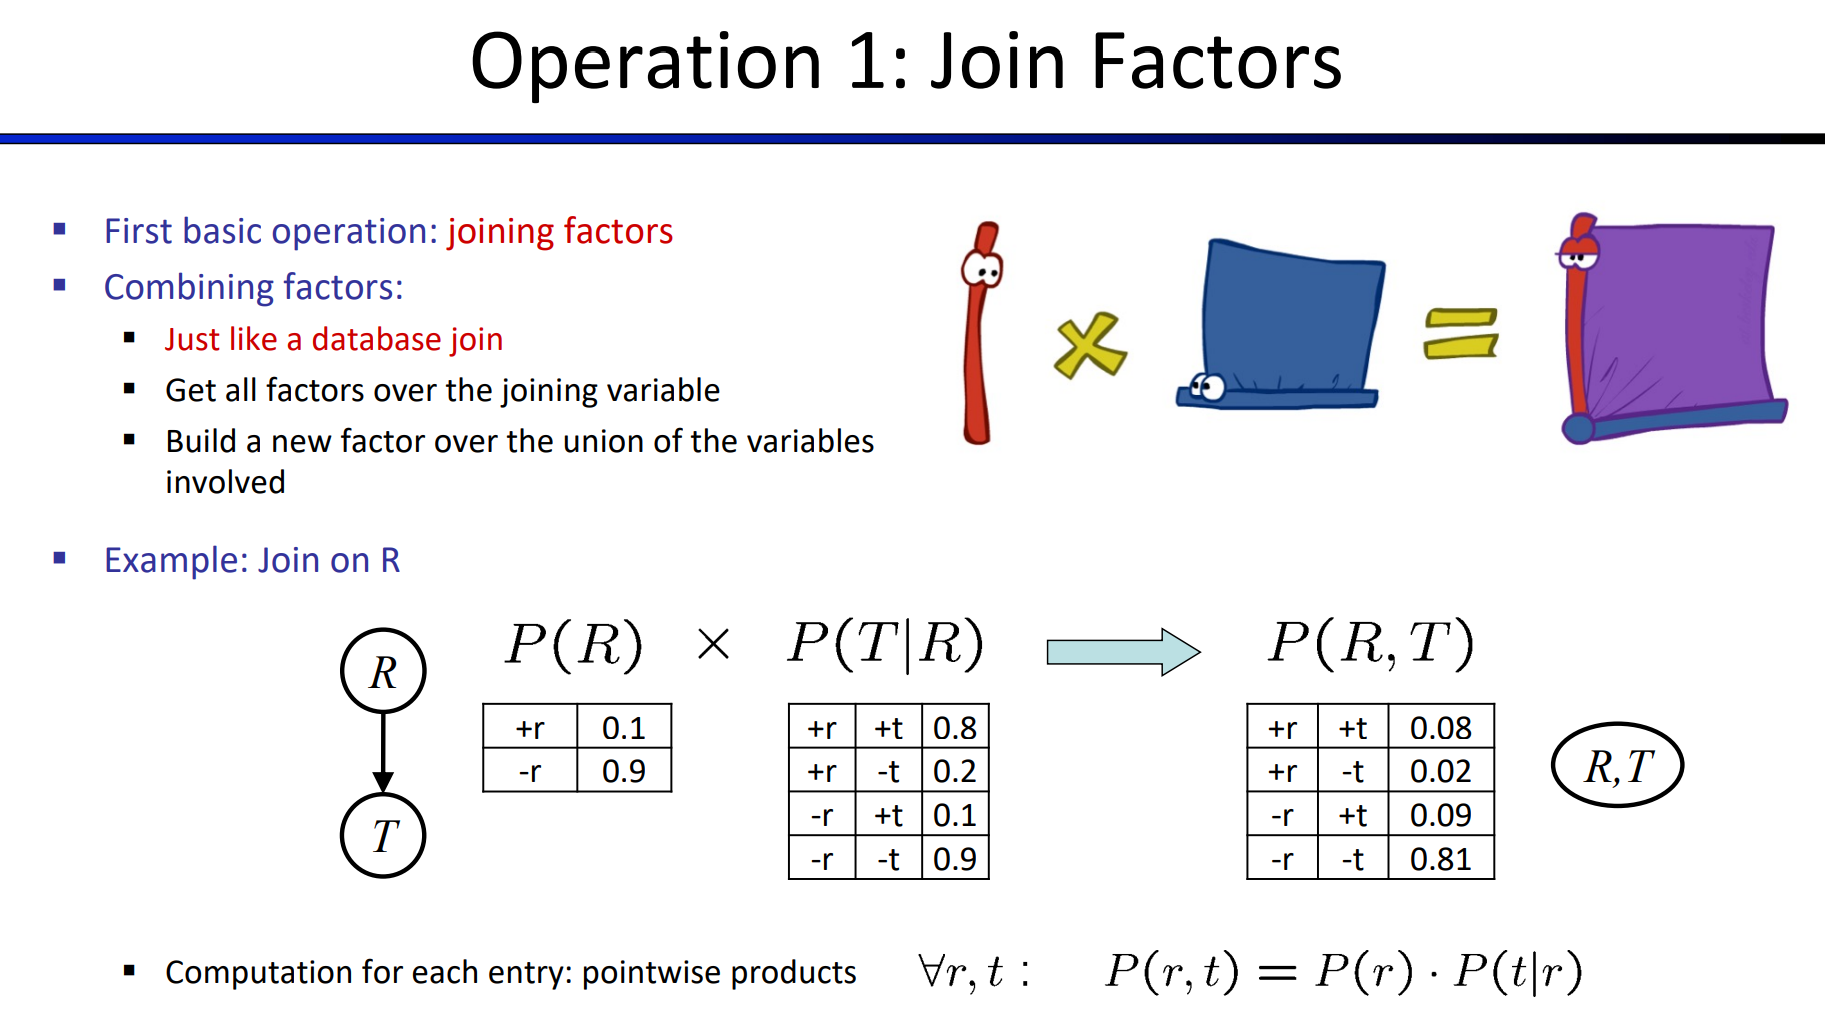 Operation 1: Join Factors
▪ First basic operation: joining factors
▪ Combining factors:
▪ Just like a database join
▪ Get all factors over the joining variable
▪ Build a new factor over the union of the variables
involved
▪ Example: Join on R
R
T
P(R) × P(T|R) P(R, T)
+r 0.1
-r 0.9
+r +t 0.8
+r -t 0.2
-r +t 0.1
-r -t 0.9
+r +t 0.08
+r -t 0.02
-r +t 0.09
-r -t 0.81
R,T
▪ Computation for each entry: pointwise products ∀r, t : P(r, t) = P(r) · P(t|r)